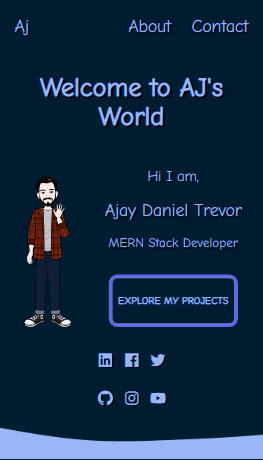 Aj About Contact
Welcome to AJ's
World
Hi I am,
Ajay Daniel Trevor
MERN Stack Developer
EXPLORE MY PROJECTS